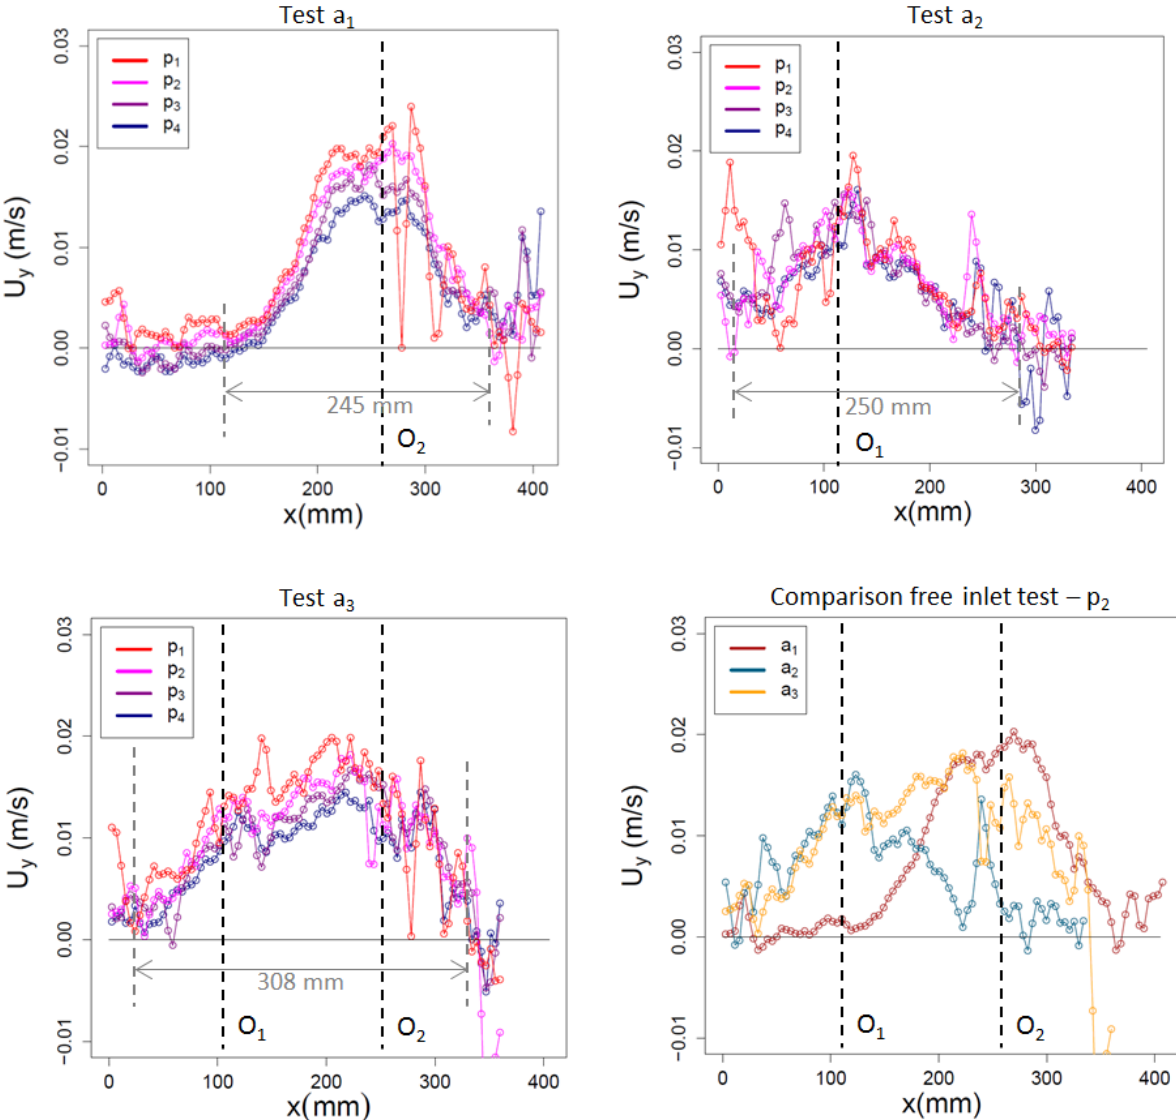 Test a₁
0.03
0.02
0.01
0.00
−0.01
Uy (m/s)
p₁
p₂
p₃
p₄
245 mm
O₂
0 100 200 300 400
x(mm)
Test a₂
0.03
0.02
0.01
0.00
−0.01
Uy (m/s)
p₁
p₂
p₃
p₄
250 mm
O₁
0 100 200 300 400
x(mm)
Test a₃
0.03
0.02
0.01
0.00
−0.01
Uy (m/s)
p₁
p₂
p₃
p₄
308 mm
O₁ O₂
0 100 200 300 400
x(mm)
Comparison free inlet test – p₂
0.03
0.02
0.01
0.00
−0.01
Uy (m/s)
a₁
a₂
a₃
O₁ O₂
0 100 200 300 400
x(mm)